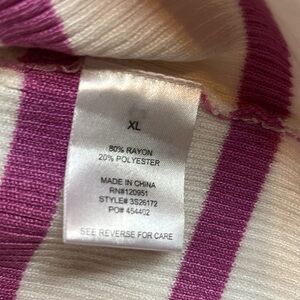 XL
80% RAYON
20% POLYESTER
MADE IN CHINA
RN#120951
STYLE# 3S26172
PO# 454402
SEE REVERSE FOR CARE